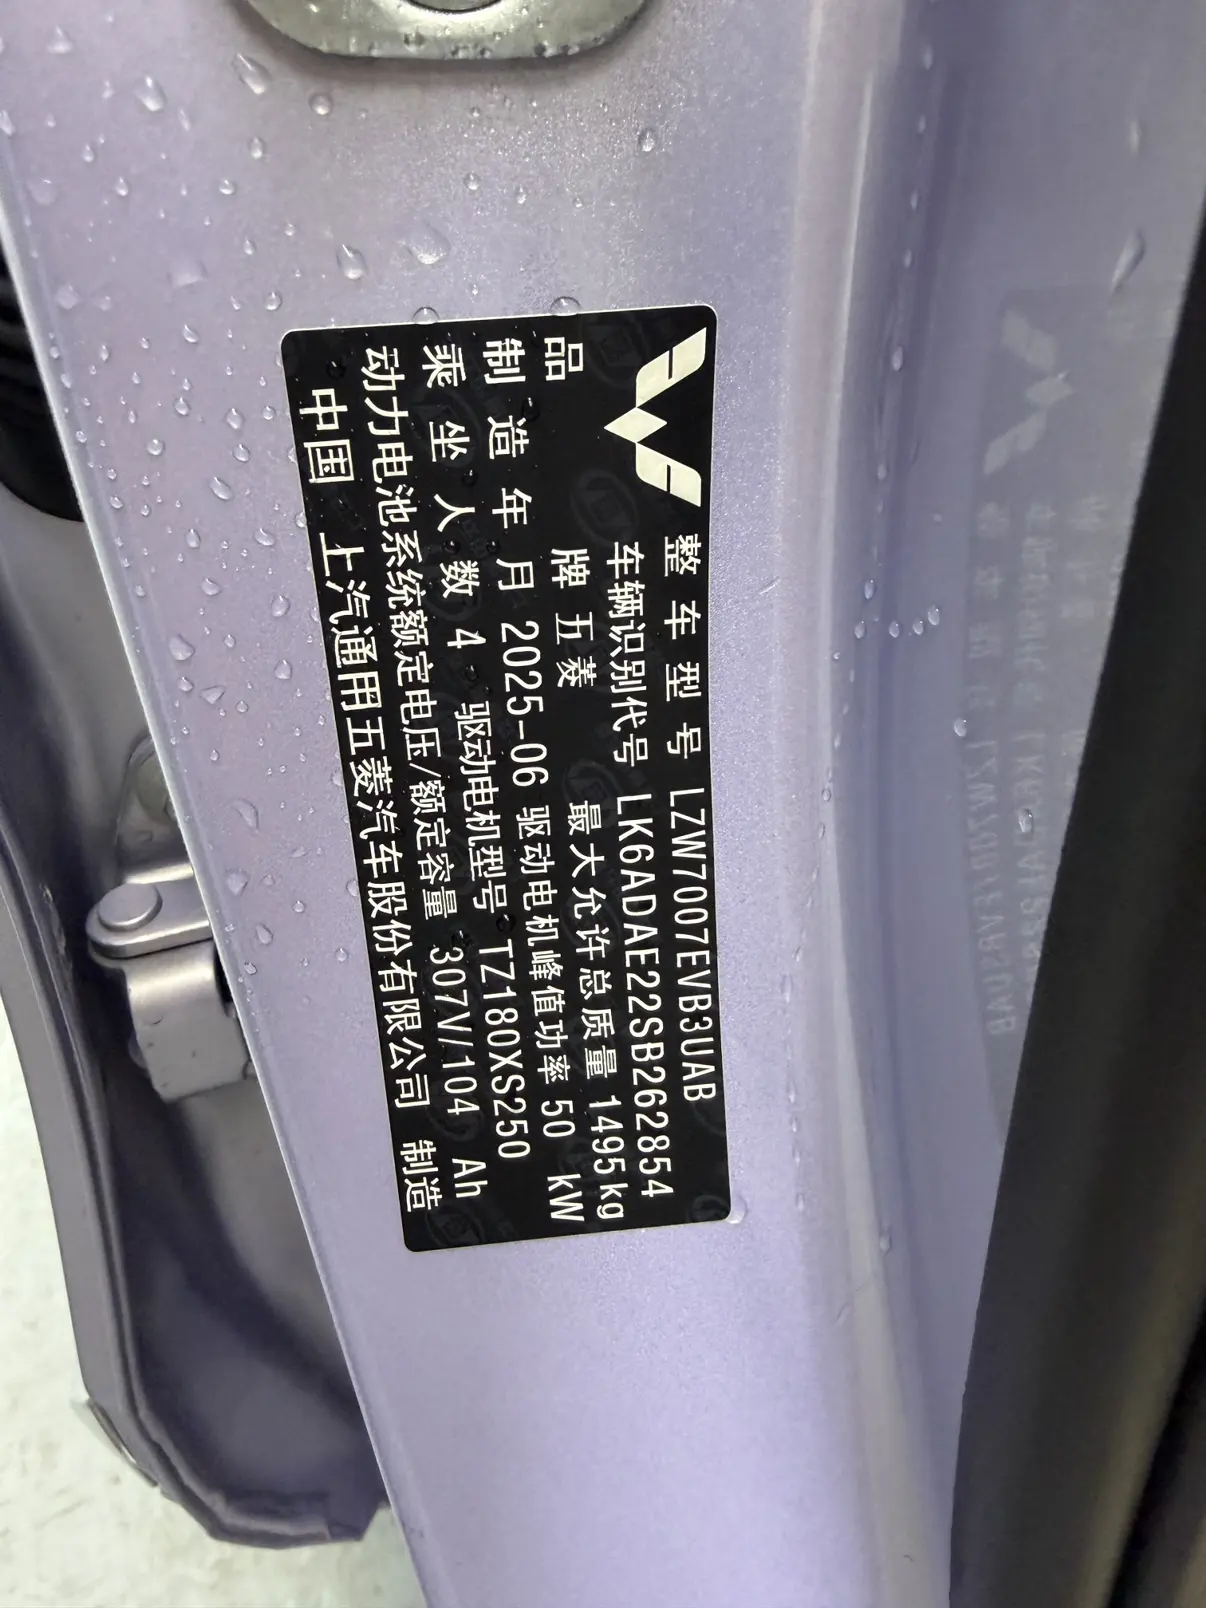 整车型号 LZW7007EVB3UAB
车辆识别代号 LK6ADAE22SB262854
品牌 五菱 最大允许总质量 1495kg
制造年月 2025-06 驱动电机峰值功率 50 kW
乘坐人数 4 驱动电机型号 TZ180XS250
动力电池系统额定电压/额定容量 307V/104 Ah
中国 上汽通用五菱汽车股份有限公司 制造